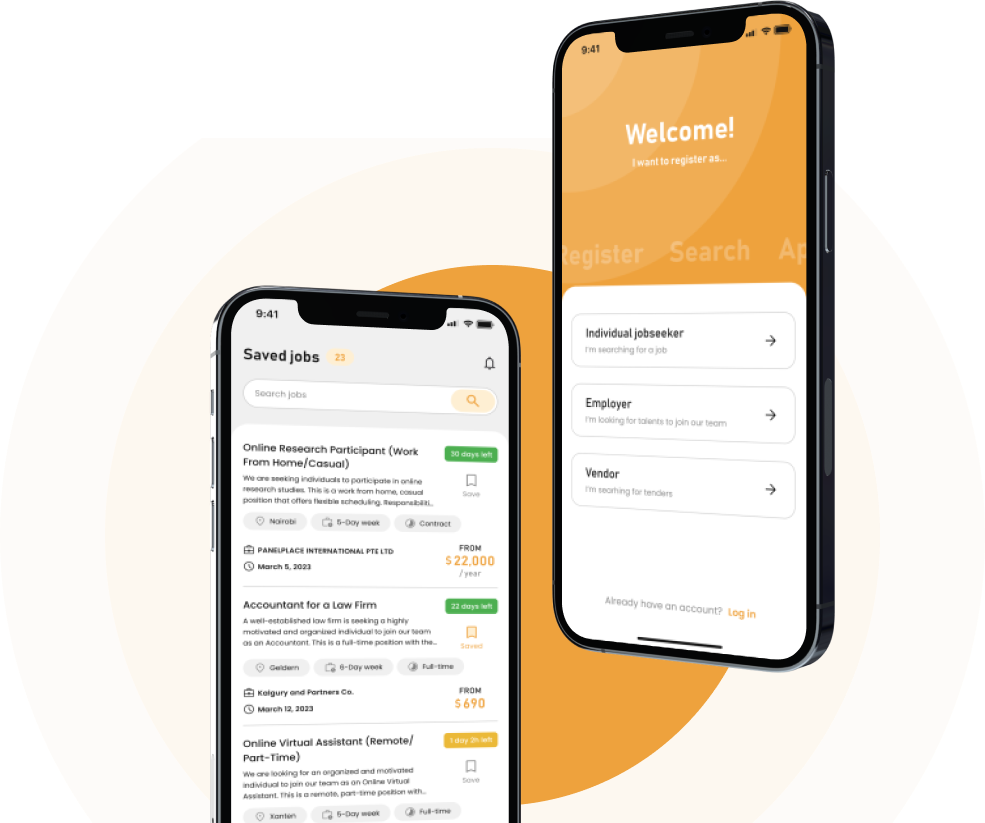 9:41
Welcome!
I want to register as...
Register Search Ap
Individual jobseeker
I'm searching for a job
Employer
I'm looking for talents to join our team
Vendor
I'm searhing for tenders
Already have an account? Log in
9:41
Saved jobs 23
Search jobs
Online Research Participant (Work
From Home/Casual)
30 days left
We are seeking individuals to participate in online
research studies. This is a work from home, casual
position that offers flexible scheduling. Responsibiliti...
Save
Nairobi 5-Day week Contract
PANELPLACE INTERNATIONAL PTE LTD
March 5, 2023
FROM
$22,000
/ year
Accountant for a Law Firm
22 days left
A well-established law firm is seeking a highly
motivated and organized individual to join our team
as an Accountant. This is a full-time position with the...
Saved
Geldern 6-Day week Full-time
Kalgury and Partners Co.
March 12, 2023
FROM
$690
Online Virtual Assistant (Remote/
Part-Time)
1 day 3h left
We are looking for an organized and motivated
individual to join our team as an Online Virtual
Assistant. This is a remote, part-time position with...
Save
Xanten 5-Day week Full-time